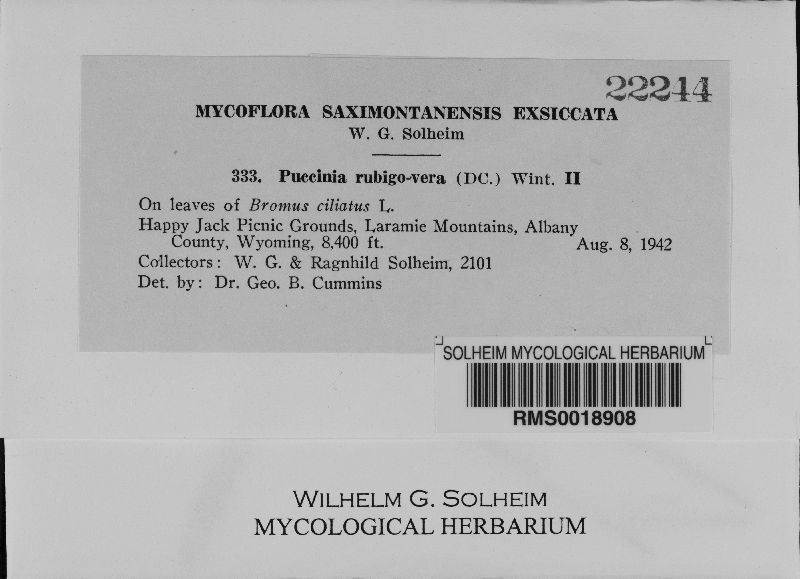 22244
MYCOFLORA SAXIMONTANENSIS EXSICCATA
W. G. Solheim
333. Puccinia rubigo-vera (DC.) Wint. II
On leaves of Bromus ciliatus L.
Happy Jack Picnic Grounds, Laramie Mountains, Albany
County, Wyoming, 8,400 ft. Aug. 8, 1942
Collectors: W. G. & Ragnhild Solheim, 2101
Det. by: Dr. Geo. B. Cummins
SOLHEIM MYCOLOGICAL HERBARIUM
RMS0018908
WILHELM G. SOLHEIM
MYCOLOGICAL HERBARIUM